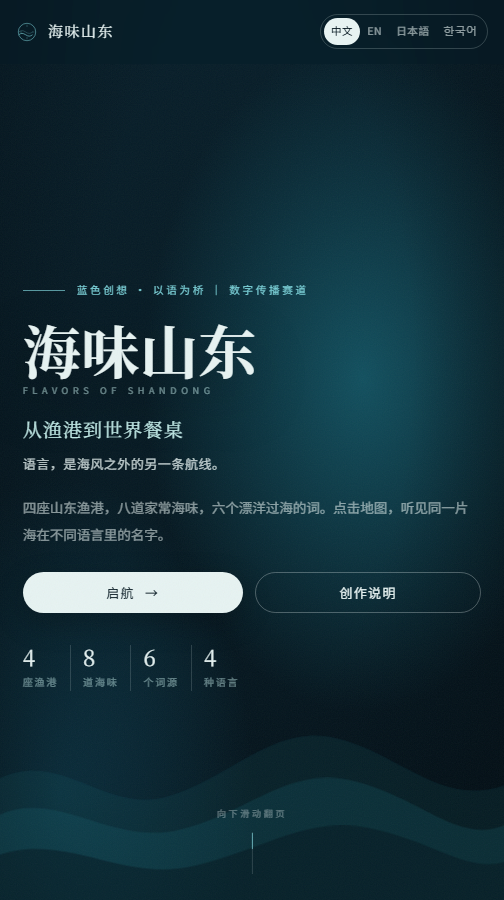 海味山东
中文 EN 日本語 한국어
蓝色创想 · 以语为桥 | 数字传播赛道
海味山东
FLAVORS OF SHANDONG
从渔港到世界餐桌
语言，是海风之外的另一条航线。
四座山东渔港，八道家常海味，六个漂洋过海的词。点击地图，听见同一片
海在不同语言里的名字。
启航 → 创作说明
4 8 6 4
座渔港 道海味 个词源 种语言
向下滑动翻页